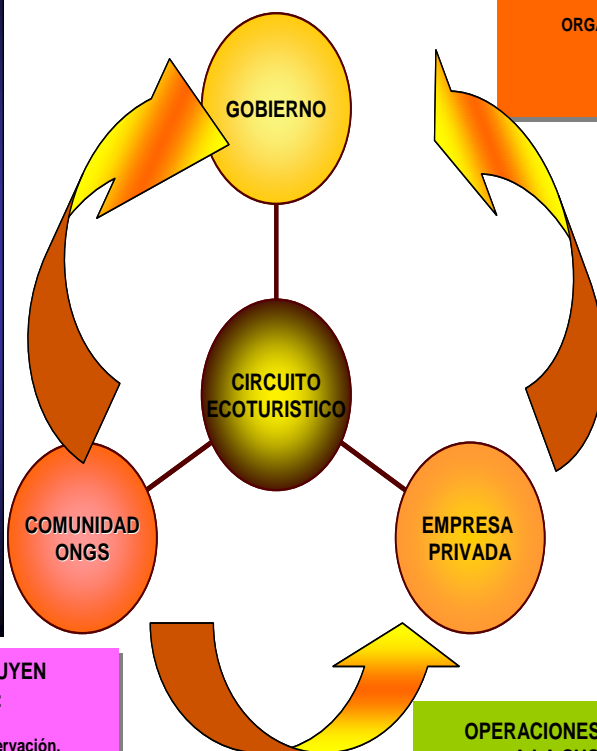 GOBIERNO
CIRCUITO
ECOTURISTICO
COMUNIDAD
ONGS
EMPRESA
PRIVADA
OPERACIONES